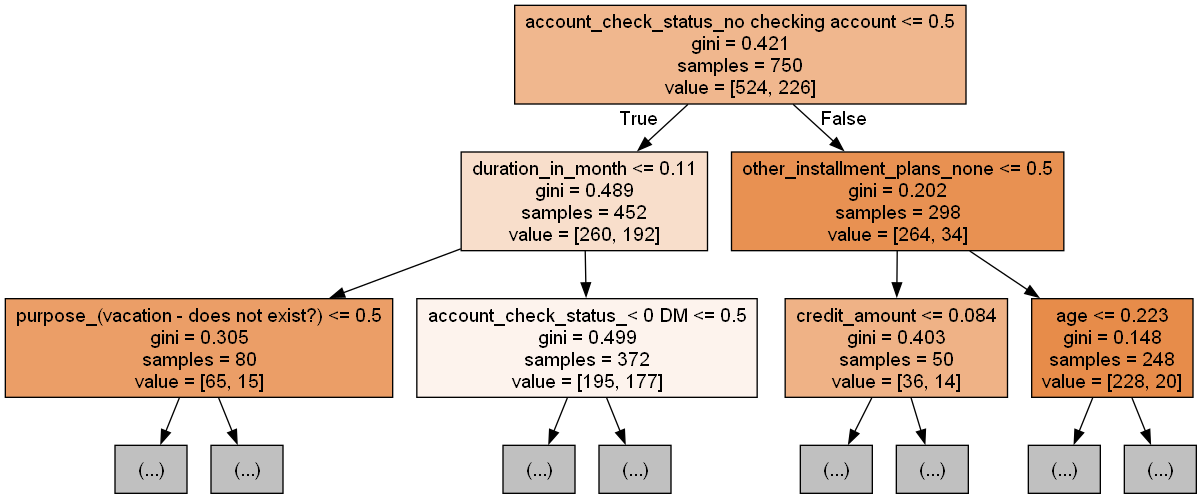 account_check_status_no checking account <= 0.5
gini = 0.421
samples = 750
value = [524, 226]
True
False
duration_in_month <= 0.11
gini = 0.489
samples = 452
value = [260, 192]
other_installment_plans_none <= 0.5
gini = 0.202
samples = 298
value = [264, 34]
purpose_(vacation - does not exist?) <= 0.5
gini = 0.305
samples = 80
value = [65, 15]
account_check_status_< 0 DM <= 0.5
gini = 0.499
samples = 372
value = [195, 177]
credit_amount <= 0.084
gini = 0.403
samples = 50
value = [36, 14]
age <= 0.223
gini = 0.148
samples = 248
value = [228, 20]
(...)
(...)
(...)
(...)
(...)
(...)
(...)
(...)